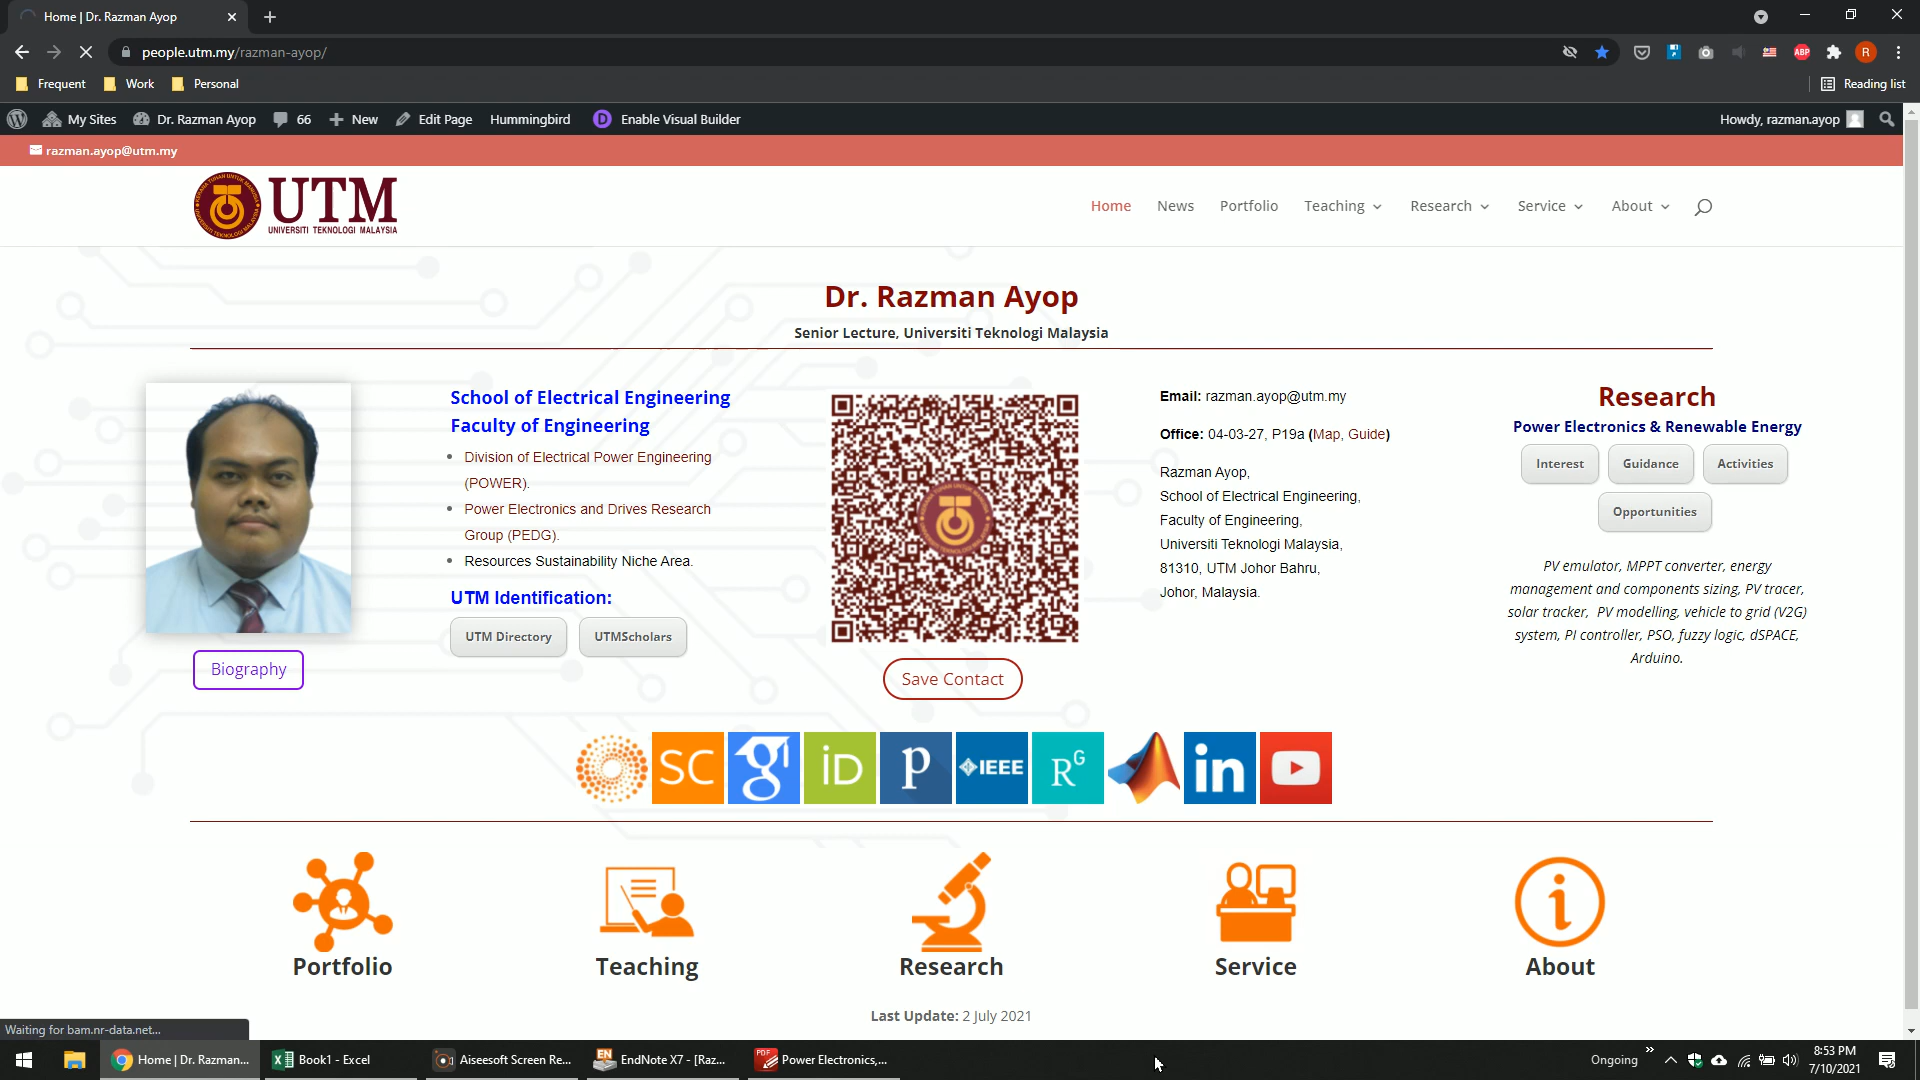 Home | Dr. Razman Ayop
people.utm.my/razman-ayop/
ABP
R
Frequent
Work
Personal
Reading list
My Sites
Dr. Razman Ayop
66
New
Edit Page
Hummingbird
D
Enable Visual Builder
Howdy, razman.ayop
razman.ayop@utm.my
UTM
UNIVERSITI TEKNOLOGI MALAYSIA
Home
News
Portfolio
Teaching
Research
Service
About
Dr. Razman Ayop
Senior Lecture, Universiti Teknologi Malaysia
School of Electrical Engineering
Faculty of Engineering
Division of Electrical Power Engineering
(POWER).
Power Electronics and Drives Research
Group (PEDG).
Resources Sustainability Niche Area.
UTM Identification:
UTM Directory
UTMScholars
Biography
Save Contact
Email: razman.ayop@utm.my
Office: 04-03-27, P19a (Map, Guide)
Razman Ayop,
School of Electrical Engineering,
Faculty of Engineering,
Universiti Teknologi Malaysia,
81310, UTM Johor Bahru,
Johor, Malaysia.
Research
Power Electronics & Renewable Energy
Interest
Guidance
Activities
Opportunities
PV emulator, MPPT converter, energy
management and components sizing, PV tracer,
solar tracker, PV modelling, vehicle to grid (V2G)
system, PI controller, PSO, fuzzy logic, dSPACE,
Arduino.
SC
g
iD
p
IEEE
RG
in
Portfolio
Teaching
Research
Service
About
Last Update: 2 July 2021
Waiting for bam.nr-data.net...
Home | Dr. Razman...
Book1 - Excel
Aiseesoft Screen Re...
EN
EndNote X7 - [Raz...
PDF
Power Electronics,...
Ongoing
8:53 PM
7/10/2021